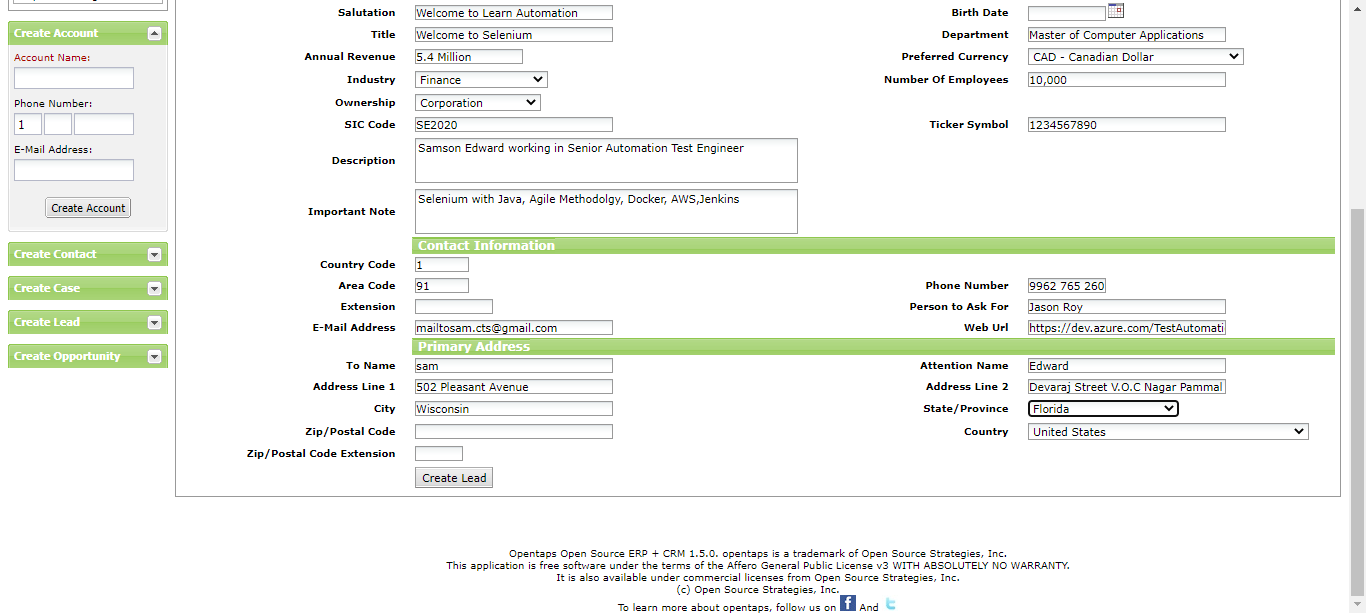 Salutation Welcome to Learn Automation Birth Date
Create Account
Title Welcome to Selenium Department Master of Computer Applications
Account Name:
Annual Revenue 5.4 Million Preferred Currency CAD - Canadian Dollar
Industry Finance Number Of Employees 10,000
Phone Number:
Ownership Corporation
1
SIC Code SE2020 Ticker Symbol 1234567890
E-Mail Address:
Description Samson Edward working in Senior Automation Test Engineer
Create Account
Important Note Selenium with Java, Agile Methodolgy, Docker, AWS,Jenkins
Contact Information
Create Contact
Country Code 1
Create Case
Area Code 91 Phone Number 9962 765 260
Extension Person to Ask For Jason Roy
Create Lead
E-Mail Address mailtosam.cts@gmail.com Web Url https://dev.azure.com/TestAutomati
Primary Address
Create Opportunity
To Name sam Attention Name Edward
Address Line 1 502 Pleasant Avenue Address Line 2 Devaraj Street V.O.C Nagar Pammal
City Wisconsin State/Province Florida
Zip/Postal Code Country United States
Zip/Postal Code Extension
Create Lead
Opentaps Open Source ERP + CRM 1.5.0. opentaps is a trademark of Open Source Strategies, Inc.
This application is free software under the terms of the Affero General Public License v3 WITH ABSOLUTELY NO WARRANTY.
It is also available under commercial licenses from Open Source Strategies, Inc.
(c) Open Source Strategies, Inc.
To learn more about opentaps, follow us on f And t